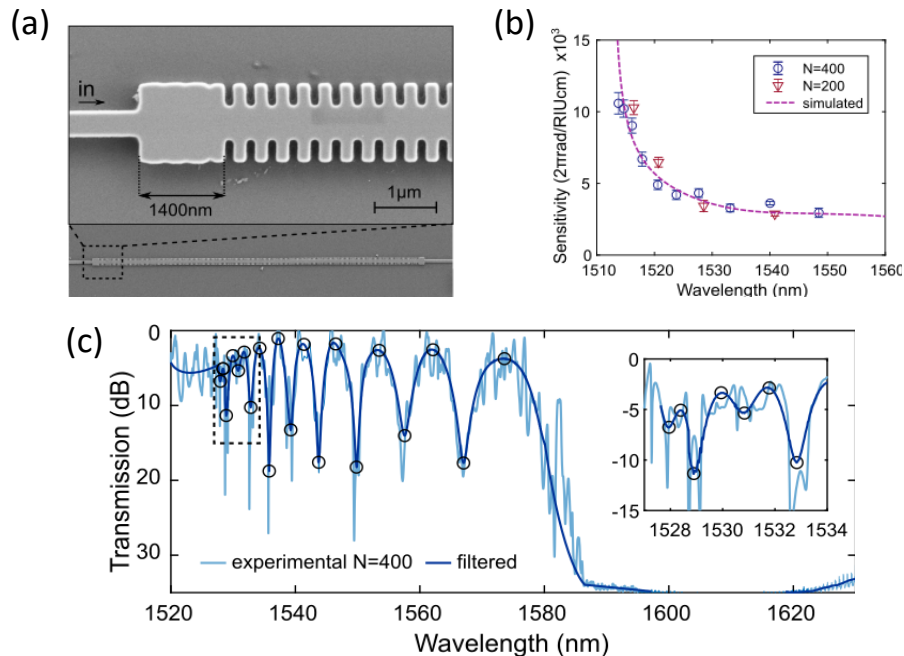 (a)
in
1400nm
1μm
(b)
Sensitivity (2πrad/RIUcm) x10³
15
10
5
0
1510 1520 1530 1540 1550 1560
Wavelength (nm)
N=400
N=200
simulated
(c)
Transmission (dB)
0
10
20
30
1520 1540 1560 1580 1600 1620
Wavelength (nm)
experimental N=400
filtered
0
-5
-10
-15
1528 1530 1532 1534